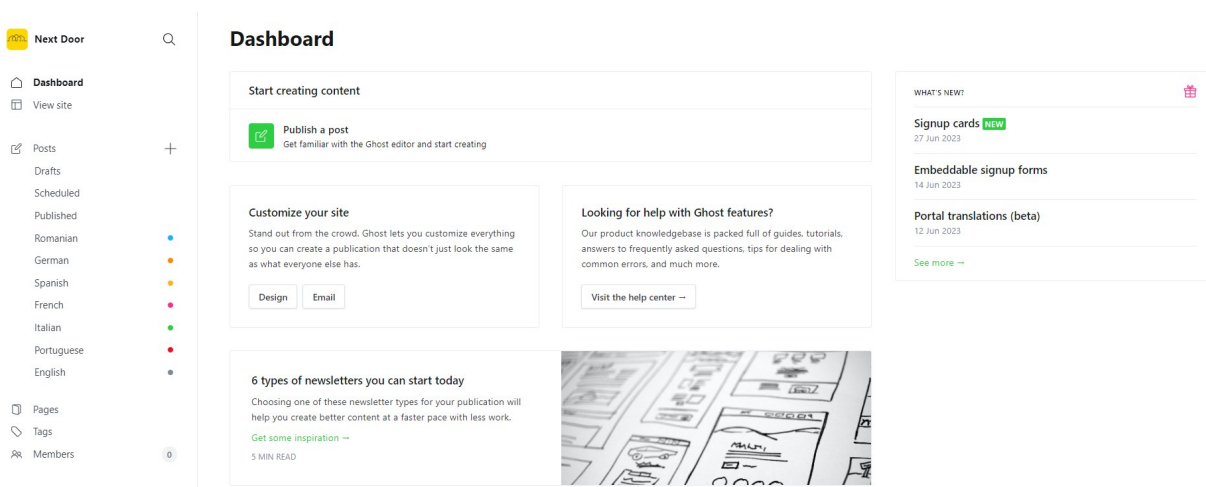 Next Door
Dashboard
View site
Posts
Drafts
Scheduled
Published
Romanian
German
Spanish
French
Italian
Portuguese
English
Pages
Tags
Members 0
Dashboard
Start creating content
Publish a post
Get familiar with the Ghost editor and start creating
Customize your site
Stand out from the crowd. Ghost lets you customize everything
so you can create a publication that doesn't just look the same
as what everyone else has.
Design Email
Looking for help with Ghost features?
Our product knowledgebase is packed full of guides, tutorials,
answers to frequently asked questions, tips for dealing with
common errors, and much more.
Visit the help center →
6 types of newsletters you can start today
Choosing one of these newsletter types for your publication will
help you create better content at a faster pace with less work.
Get some inspiration →
5 MIN READ
WHAT'S NEW?
Signup cards NEW
27 Jun 2023
Embeddable signup forms
14 Jun 2023
Portal translations (beta)
12 Jun 2023
See more →